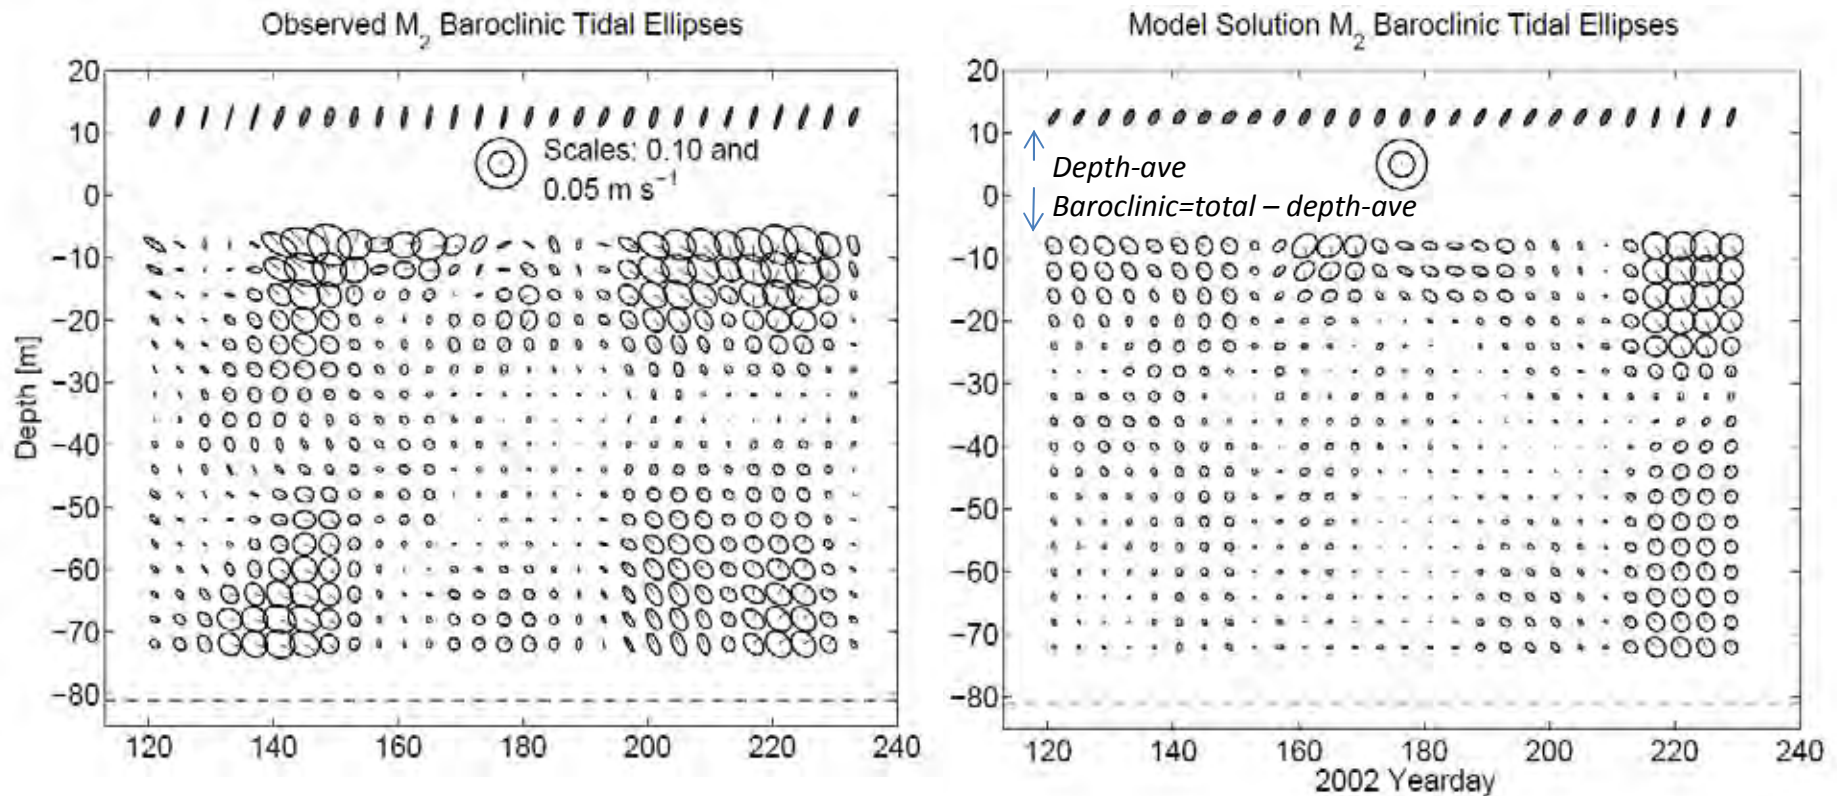 Observed M₂ Baroclinic Tidal Ellipses
20
10
0
−10
−20
−30
−40
−50
−60
−70
−80
Depth [m]
Scales: 0.10 and
0.05 m s⁻¹
120 140 160 180 200 220 240
Model Solution M₂ Baroclinic Tidal Ellipses
20
10
0
−10
−20
−30
−40
−50
−60
−70
−80
Depth-ave
Baroclinic=total – depth-ave
120 140 160 180 200 220 240
2002 Yearday